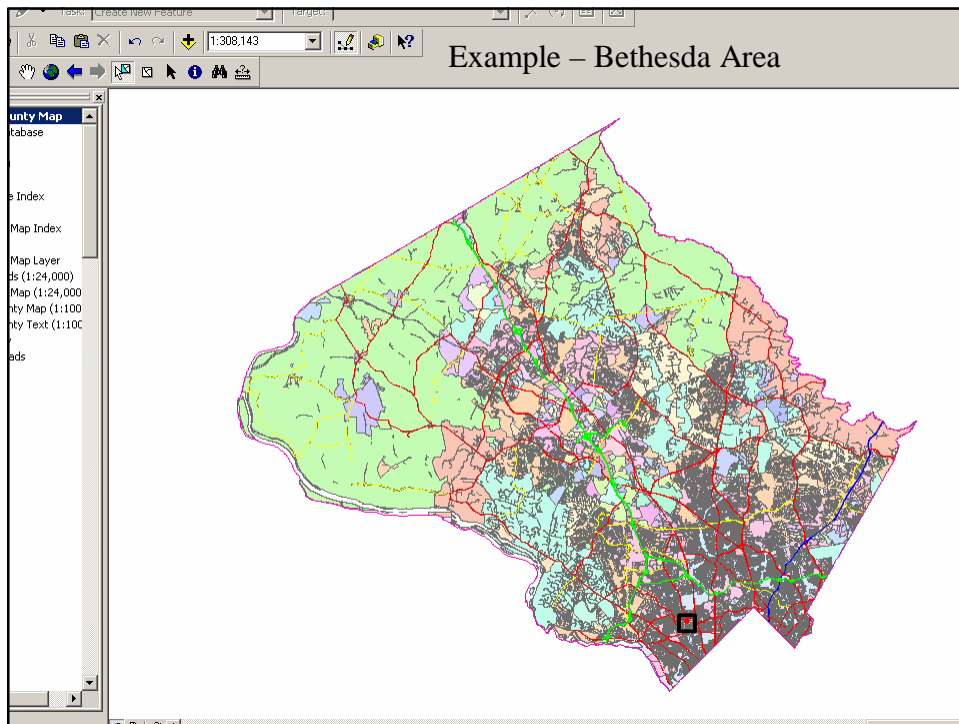 Task: Create New Feature Target:
1:308,143
Example – Bethesda Area
unty Map
tabase
e Index
Map Index
Map Layer
ds (1:24,000)
Map (1:24,000
nty Map (1:100
nty Text (1:100
ads